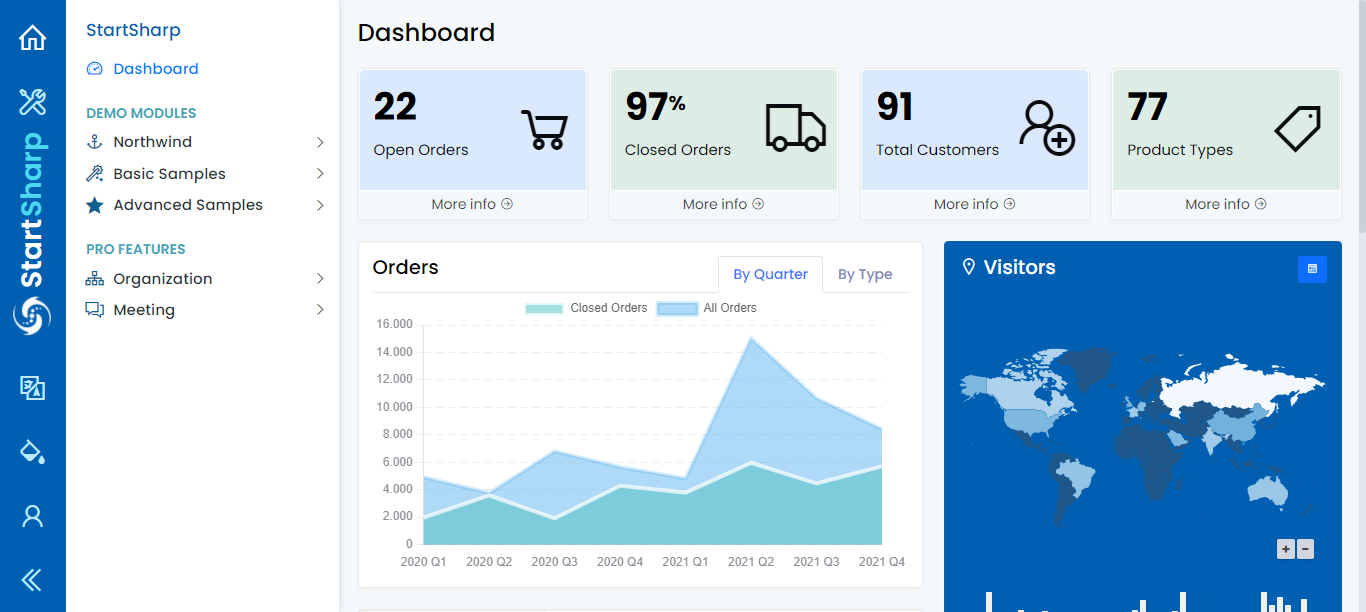 StartSharp
StartSharp
Dashboard
DEMO MODULES
Northwind
Basic Samples
Advanced Samples
PRO FEATURES
Organization
Meeting
Dashboard
22
Open Orders
More info
97%
Closed Orders
More info
91
Total Customers
More info
77
Product Types
More info
Orders
By Quarter
By Type
Closed Orders
All Orders
16.000
14.000
12.000
10.000
8.000
6.000
4.000
2.000
0
2020 Q1 2020 Q2 2020 Q3 2020 Q4 2021 Q1 2021 Q2 2021 Q3 2021 Q4
Visitors
+ −